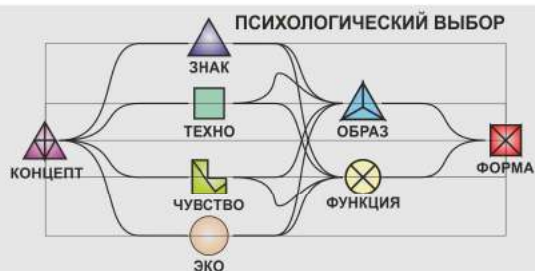 ПСИХОЛОГИЧЕСКИЙ ВЫБОР
ЗНАК
ТЕХНО
ОБРАЗ
КОНЦЕПТ
ФОРМА
ЧУВСТВО
ФУНКЦИЯ
ЭКО